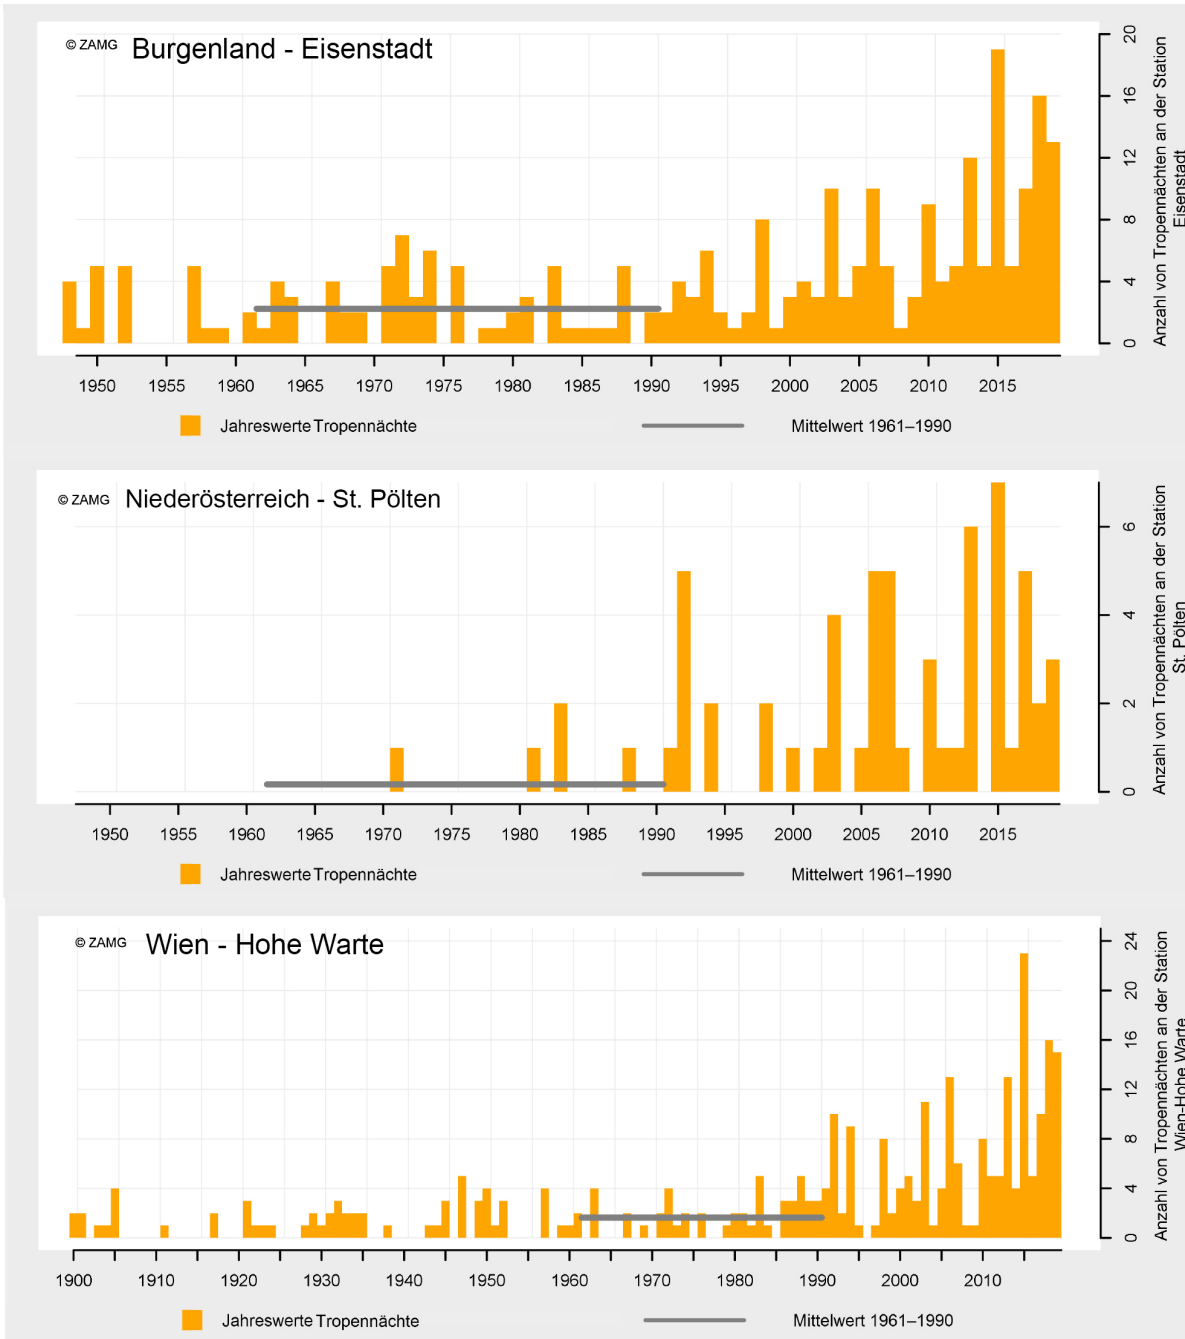 © ZAMG Burgenland - Eisenstadt
0 4 8 12 16 20
Anzahl von Tropennächten an der Station
Eisenstadt
1950 1955 1960 1965 1970 1975 1980 1985 1990 1995 2000 2005 2010 2015
Jahreswerte Tropennächte Mittelwert 1961–1990
© ZAMG Niederösterreich - St. Pölten
0 2 4 6
Anzahl von Tropennächten an der Station
St. Pölten
1950 1955 1960 1965 1970 1975 1980 1985 1990 1995 2000 2005 2010 2015
Jahreswerte Tropennächte Mittelwert 1961–1990
© ZAMG Wien - Hohe Warte
0 4 8 12 16 20 24
Anzahl von Tropennächten an der Station
Wien-Hohe Warte
1900 1910 1920 1930 1940 1950 1960 1970 1980 1990 2000 2010
Jahreswerte Tropennächte Mittelwert 1961–1990